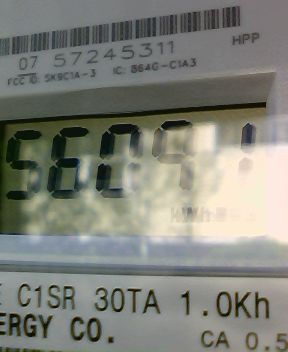 07 57245311
HPP
FCC ID: SK9C1A-3 IC: 864G-C1A3
56091
kWh
C1SR 30TA 1.0Kh
ERGY CO.
CA 0.5